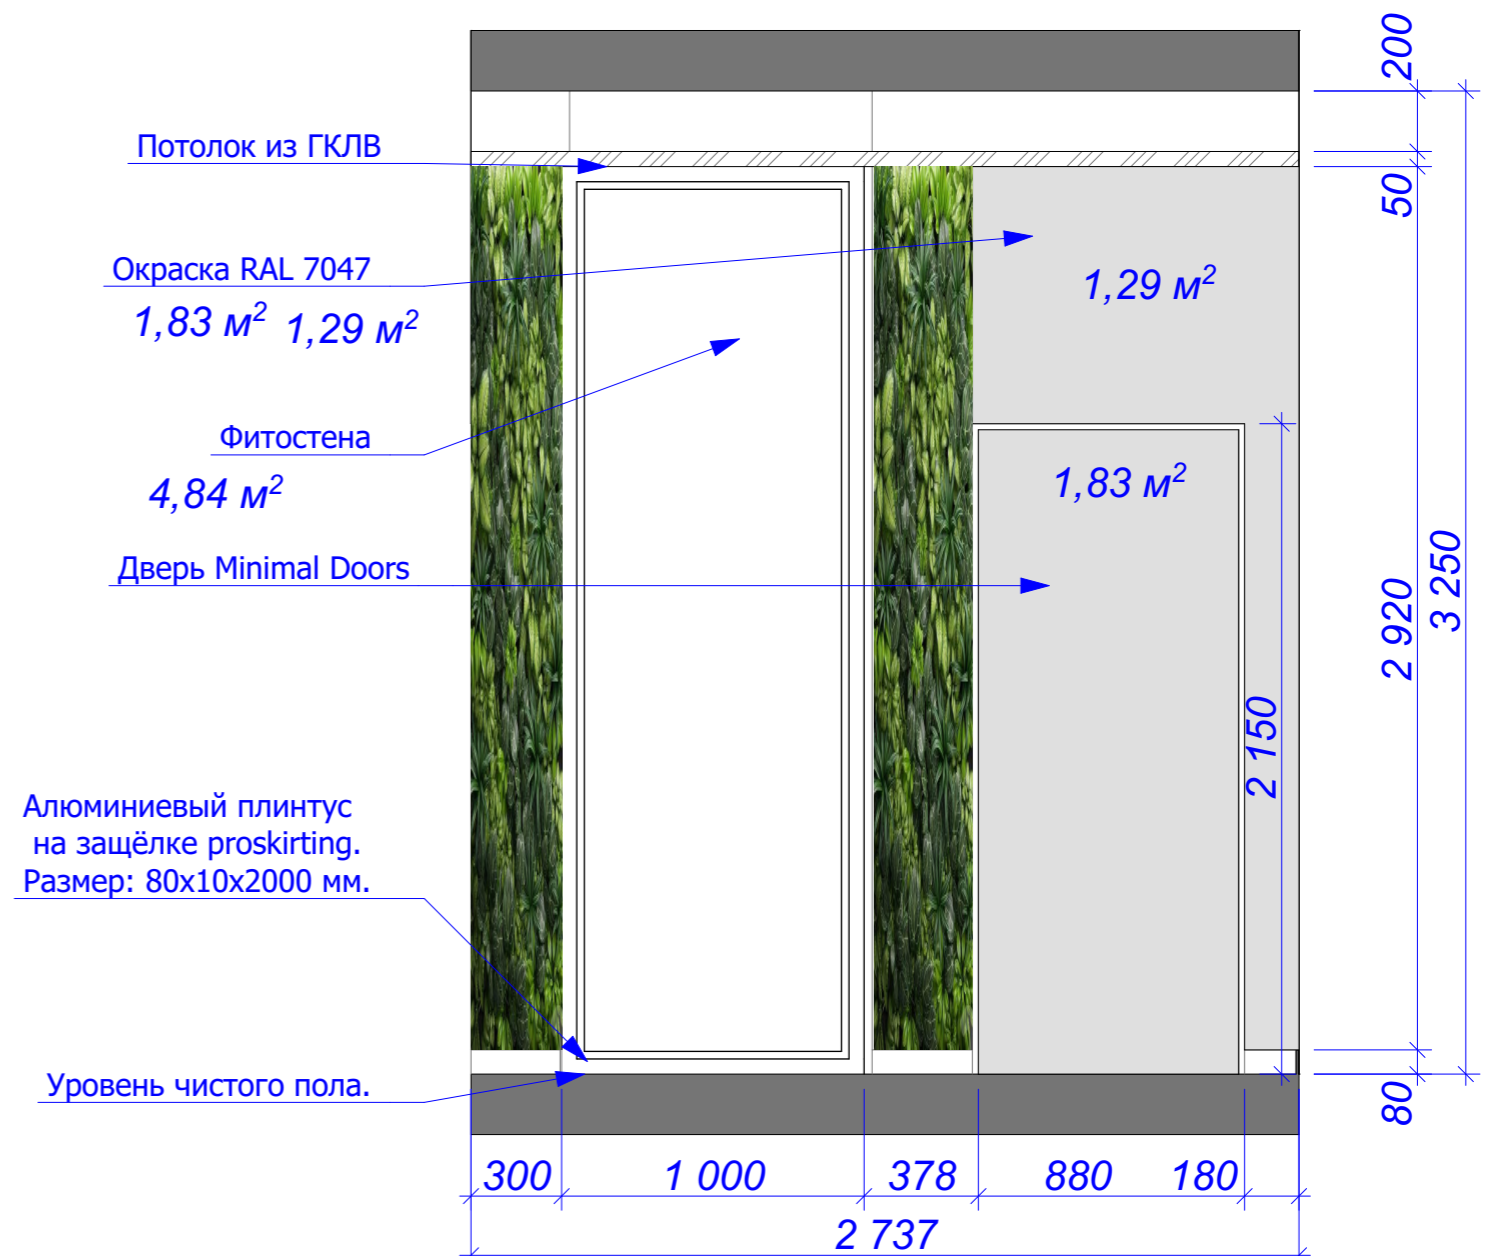 200
Потолок из ГКЛВ
50
Окраска RAL 7047
1,83 м² 1,29 м²
1,29 м²
Фитостена
4,84 м²
1,83 м²
Дверь Minimal Doors
2 920
3 250
2 150
Алюминиевый плинтус
на защёлке proskirting.
Размер: 80x10x2000 мм.
Уровень чистого пола.
80
300 1 000 378 880 180
2 737